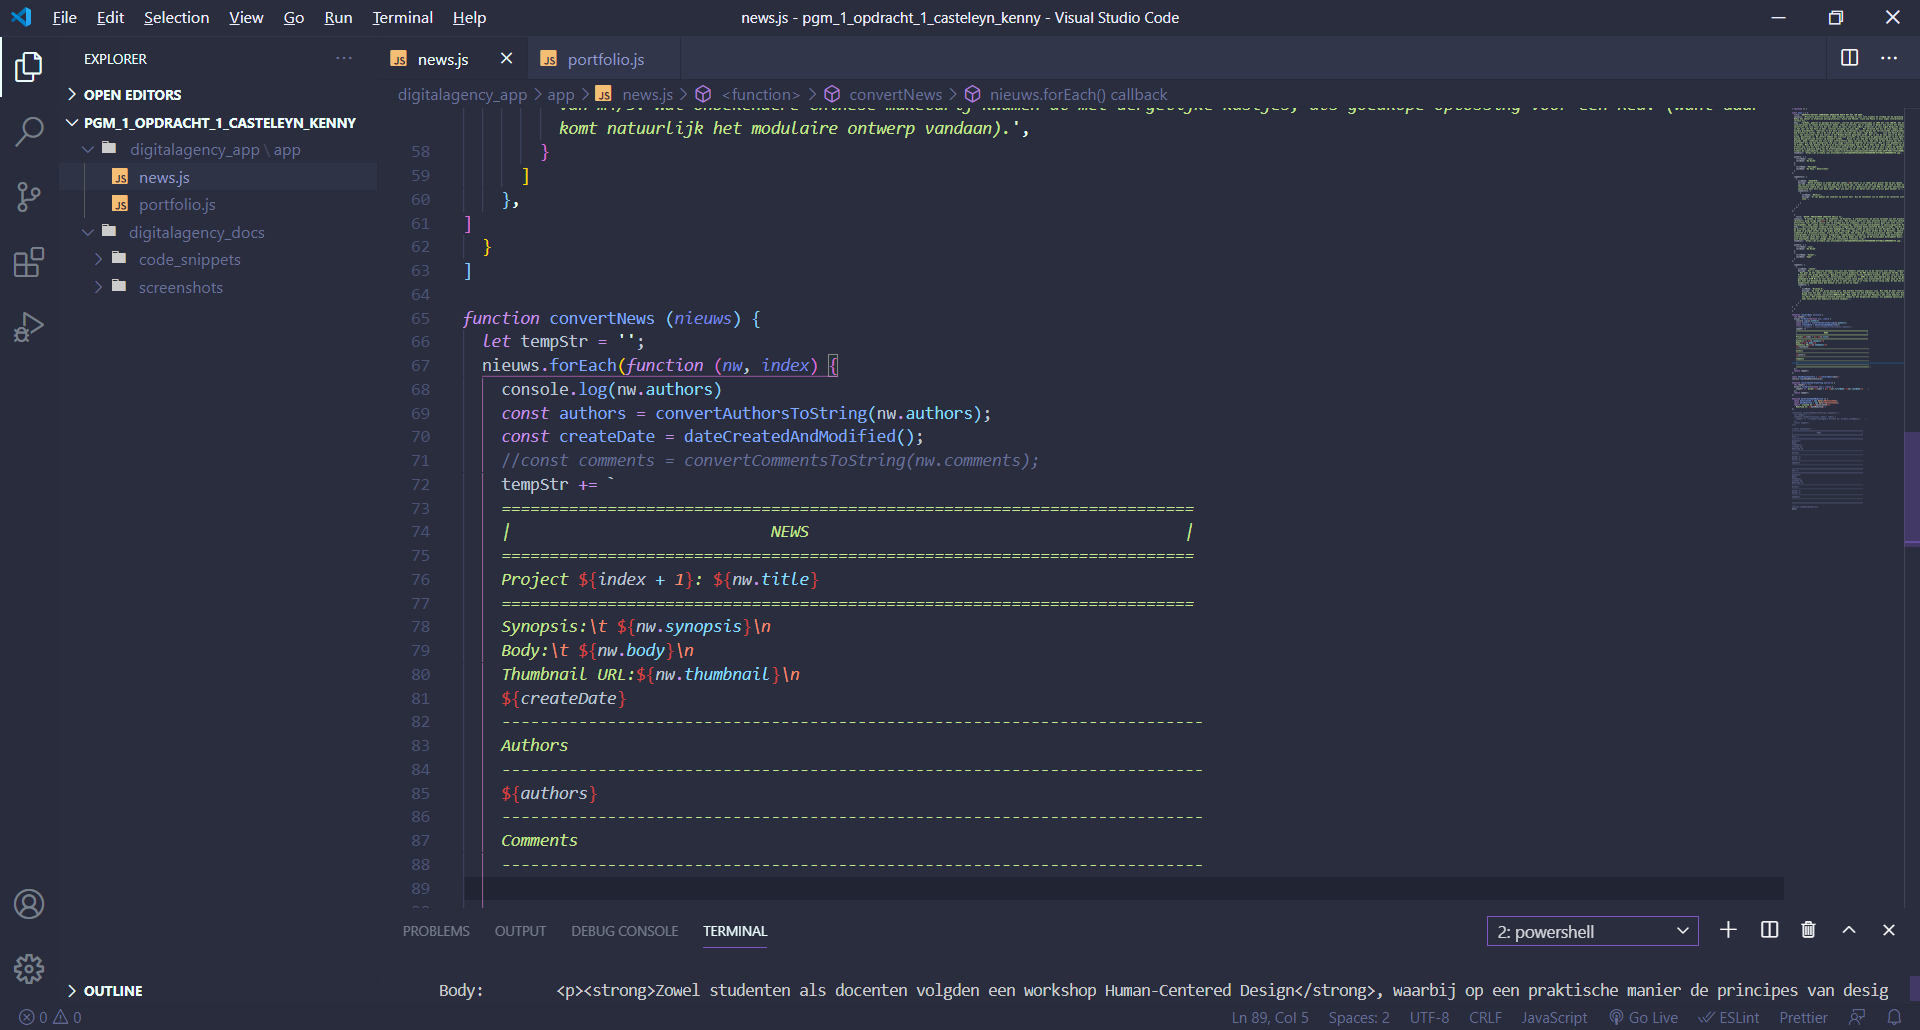 File Edit Selection View Go Run Terminal Help
news.js - pgm_1_opdracht_1_casteleyn_kenny - Visual Studio Code
EXPLORER
OPEN EDITORS
PGM_1_OPDRACHT_1_CASTELEYN_KENNY
digitalagency_app \ app
JS news.js
JS portfolio.js
digitalagency_docs
code_snippets
screenshots
OUTLINE
JS news.js
JS portfolio.js
digitalagency_app > app > JS news.js > <function> > convertNews > nieuws.forEach() callback
komt natuurlijk het modulaire ontwerp vandaan).',
58 }
59 ]
60 },
61 ]
62 }
63 ]
64
65 function convertNews (nieuws) {
66 let tempStr = '';
67 nieuws.forEach(function (nw, index) {
68 console.log(nw.authors)
69 const authors = convertAuthorsToString(nw.authors);
70 const createDate = dateCreatedAndModified();
71 //const comments = convertCommentsToString(nw.comments);
72 tempStr += `
73 ========================================================================
74 | NEWS |
75 ========================================================================
76 Project ${index + 1}: ${nw.title}
77 ========================================================================
78 Synopsis:\t ${nw.synopsis}\n
79 Body:\t ${nw.body}\n
80 Thumbnail URL:${nw.thumbnail}\n
81 ${createDate}
82 -------------------------------------------------------------------------
83 Authors
84 -------------------------------------------------------------------------
85 ${authors}
86 -------------------------------------------------------------------------
87 Comments
88 -------------------------------------------------------------------------
89
PROBLEMS OUTPUT DEBUG CONSOLE TERMINAL
2: powershell
Body: <p><strong>Zowel studenten als docenten volgden een workshop Human-Centered Design</strong>, waarbij op een praktische manier de principes van desig
0 0
Ln 89, Col 5 Spaces: 2 UTF-8 CRLF JavaScript Go Live ESLint Prettier